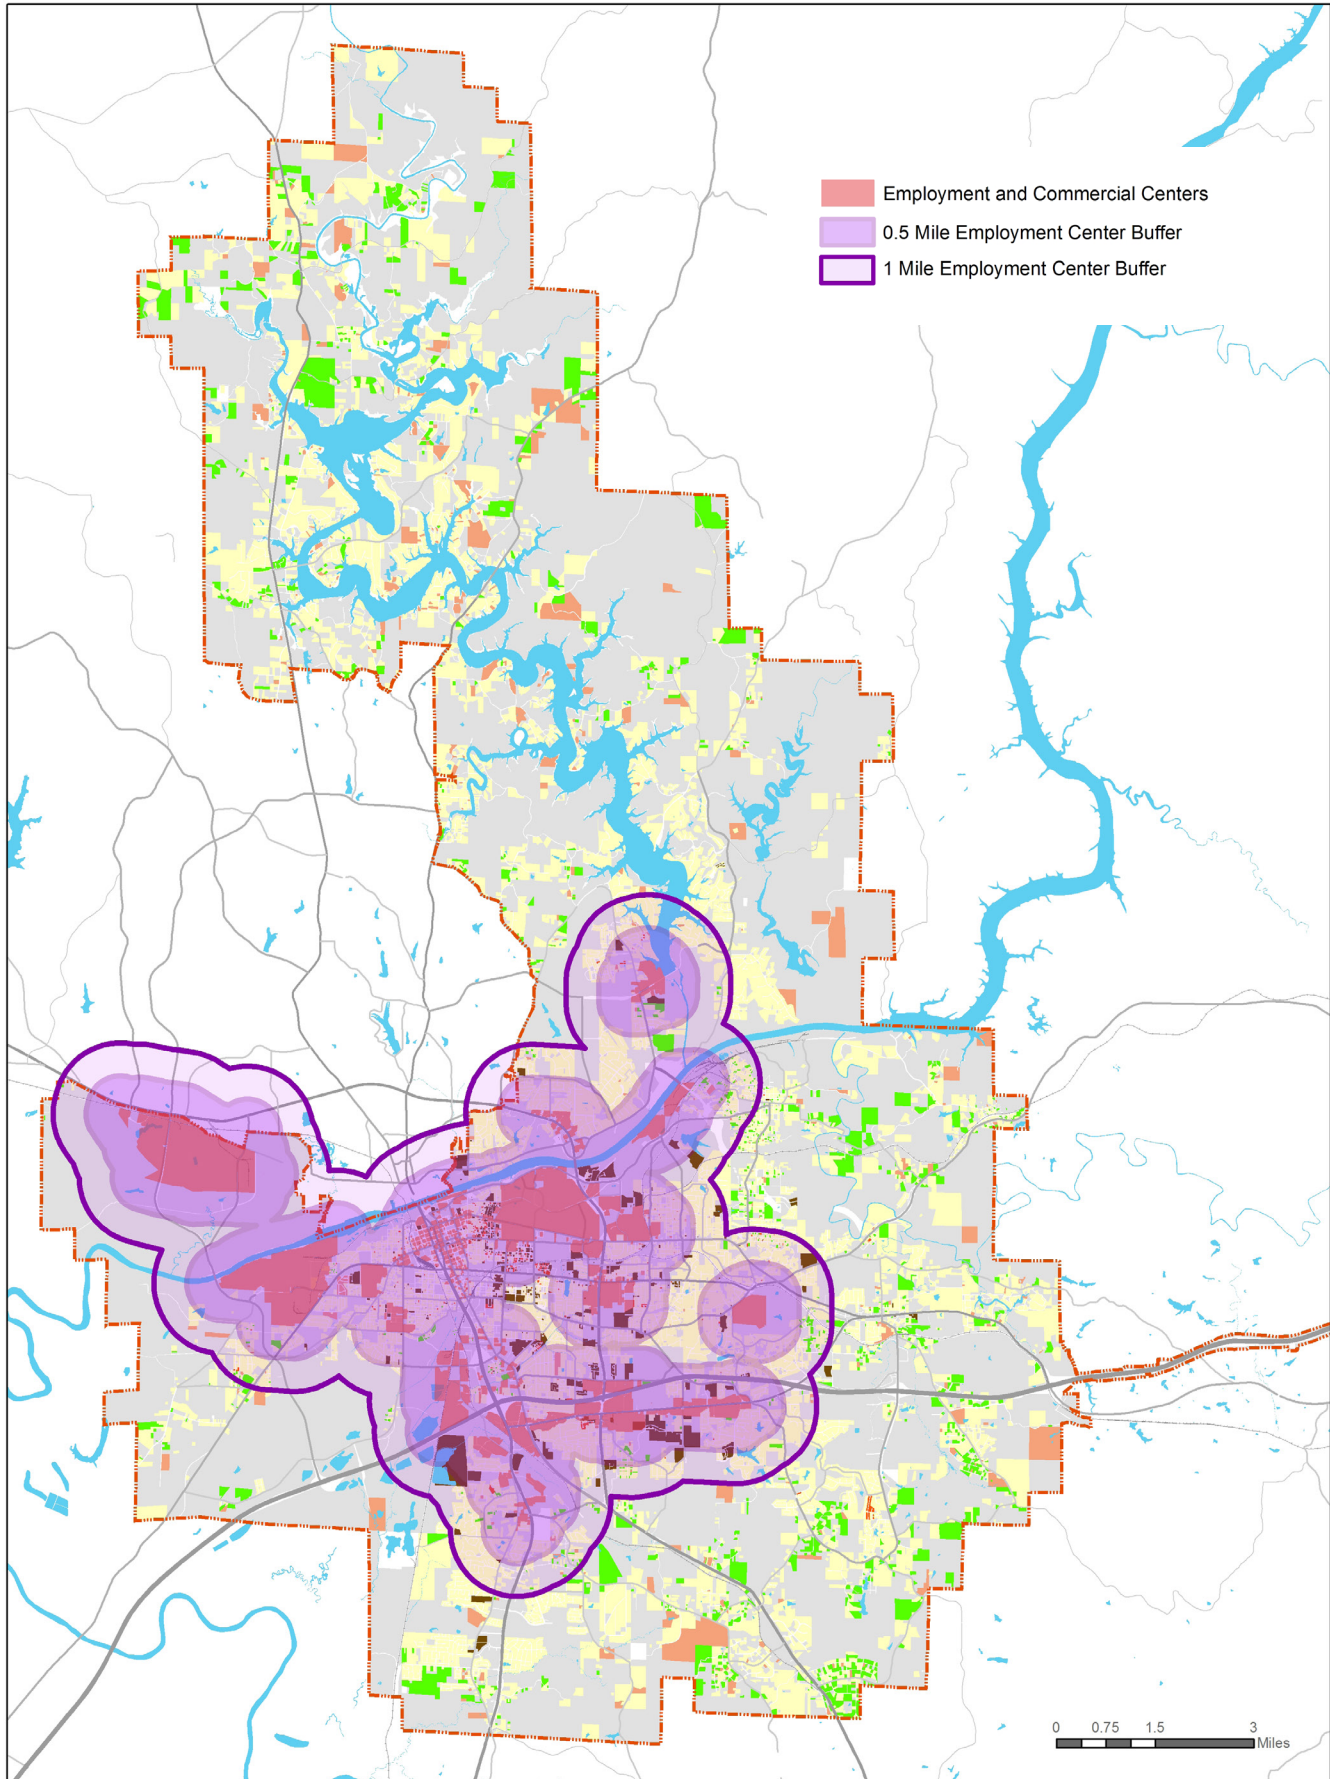 Employment and Commercial Centers
0.5 Mile Employment Center Buffer
1 Mile Employment Center Buffer
0 0.75 1.5 3
Miles